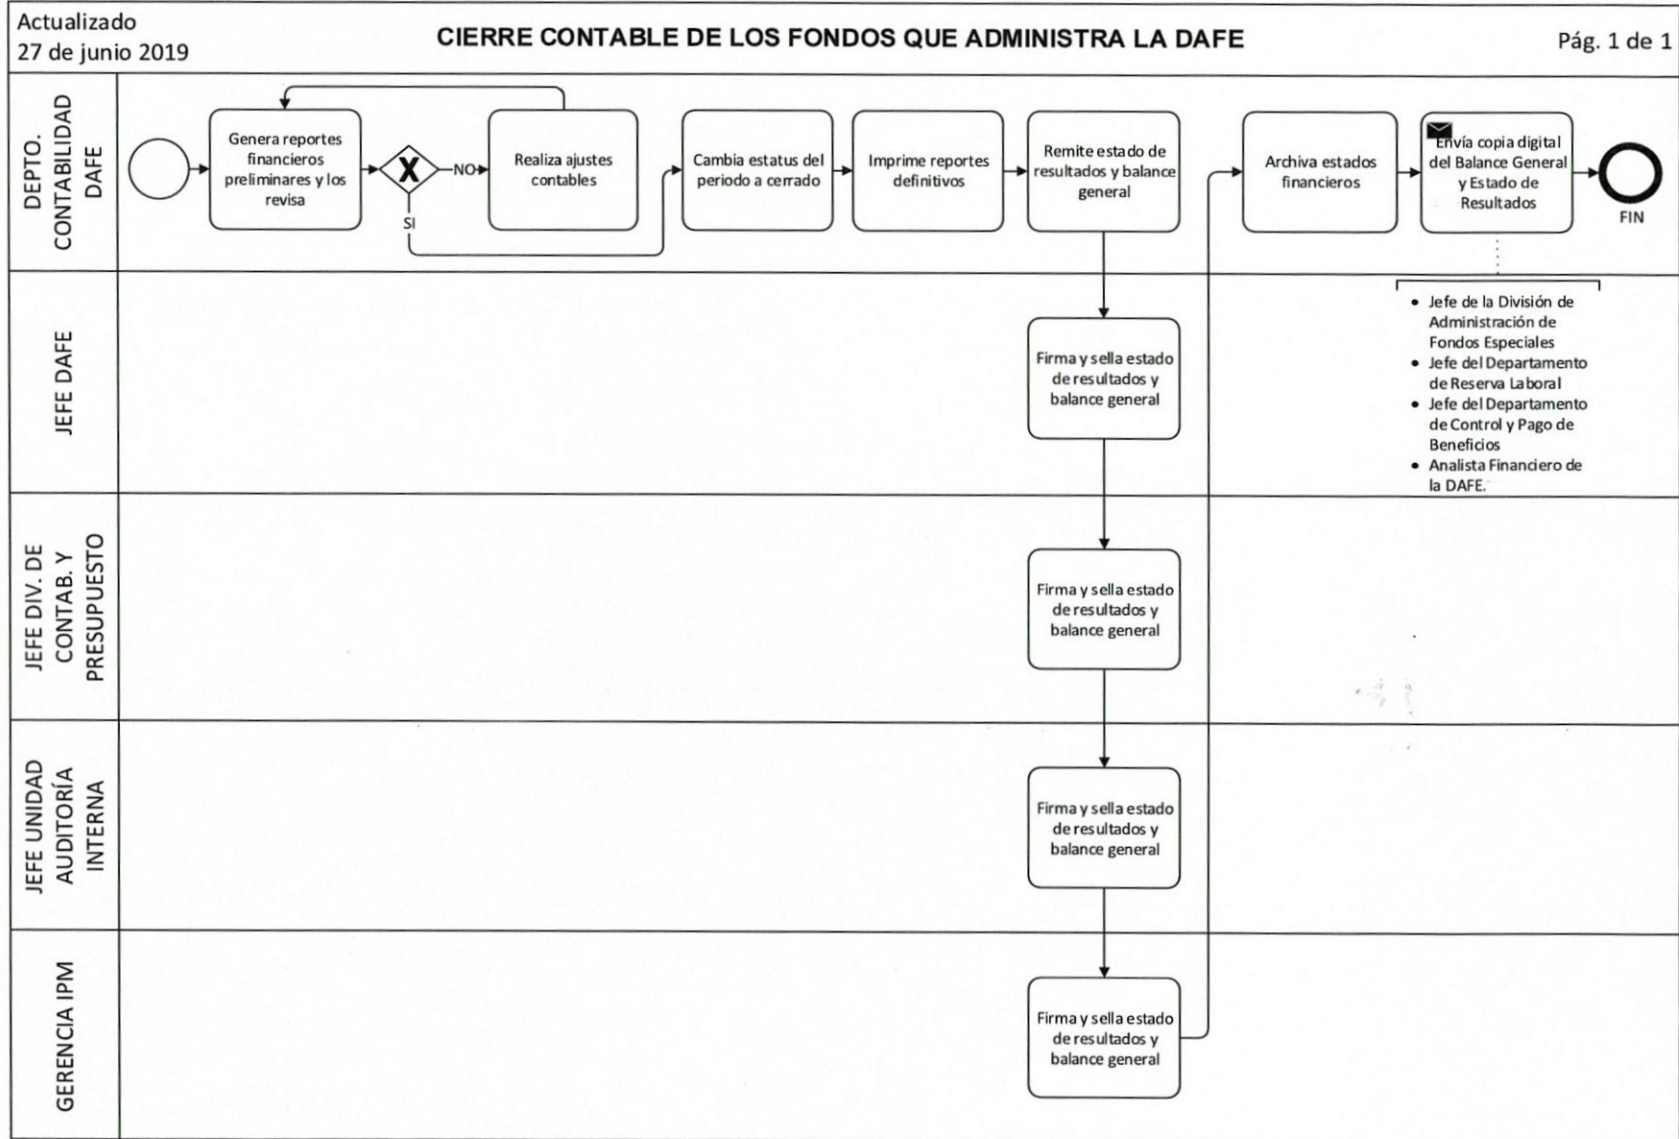 Actualizado
27 de junio 2019
CIERRE CONTABLE DE LOS FONDOS QUE ADMINISTRA LA DAFE
Pág. 1 de 1
DEPTO.
CONTABILIDAD
DAFE
Genera reportes
financieros
preliminares y los
revisa
X
NO
SI
Realiza ajustes
contables
Cambia estatus del
periodo a cerrado
Imprime reportes
definitivos
Remite estado de
resultados y balance
general
Archiva estados
financieros
Envía copia digital
del Balance General
y Estado de
Resultados
FIN
JEFE DAFE
Firma y sella estado
de resultados y
balance general
• Jefe de la División de
Administración de
Fondos Especiales
• Jefe del Departamento
de Reserva Laboral
• Jefe del Departamento
de Control y Pago de
Beneficios
• Analista Financiero de
la DAFE.
JEFE DIV. DE
CONTAB. Y
PRESUPUESTO
Firma y sella estado
de resultados y
balance general
JEFE UNIDAD
AUDITORÍA
INTERNA
Firma y sella estado
de resultados y
balance general
GERENCIA IPM
Firma y sella estado
de resultados y
balance general